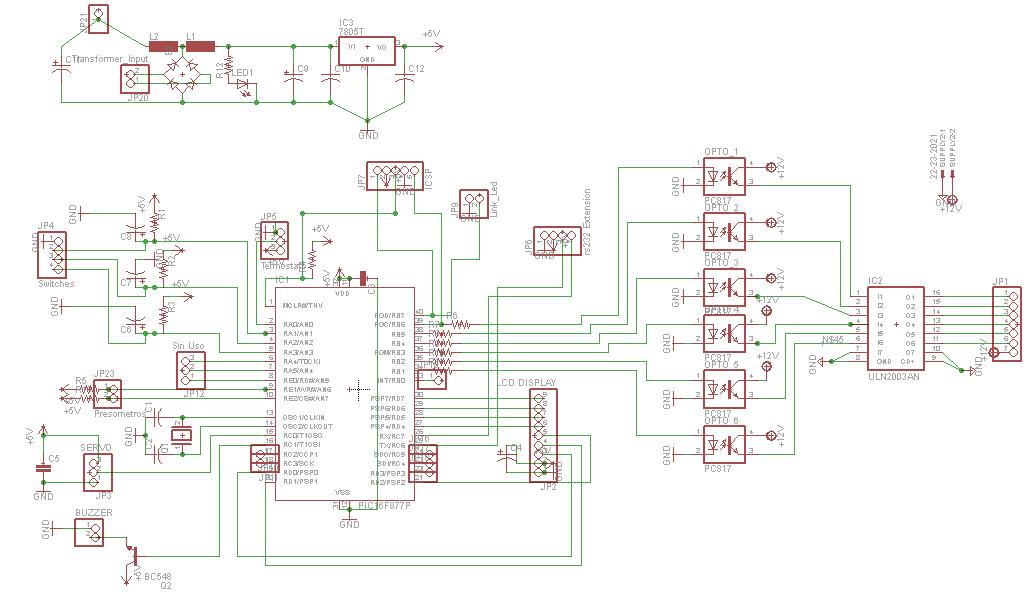 JP21
L2
L1
IC3
7805T
+5V
V1
VO
GND
Transformer_Input
JP20
R12
LED1
C9
C10
C12
GND
JP7
ICSP
GND
JP9
Link_Led
GND
JP6
rs232 Extension
GND
OPTO_1
PC817
GND
+12V
OPTO_2
PC817
GND
+12V
OPTO_3
GND
+12V
PC817
GND
+12V
OPTO_5
PC817
GND
+12V
OPTO_6
PC817
GND
+12V
22-23-2021
SUPPLY2-1
SUPPLY2-2
+12V
IC2
I1
I2
I3
I4
I5
I6
I7
GND
O1
O2
O3
O4
O5
O6
O7
CD+
ULN2003AN
GND
JP1
+12V
GND
JP4
GND
Switches
GND
C8
+5V
R1
+5V
C7
R2
+5V
GND
C6
R3
JP5
GND
Termostato
+5V
IC1
VDD
MCLR#/THV
RA0/AN0
RA1/AN1
RA2/AN2
RA3/AN3
RA4/T0CKI
RA5/AN4
RE0/RD#/AN5
RE1/WR#/AN6
RE2/CS#/AN7
OSC1/CLKIN
OSC2/CLKOUT
RC0/T1OSO
RC1/T1OSI
RC2/CCP1
RC3/SCK
RD0/PSP0
RD1/PSP1
PGD/RB7
PGC/RB6
RB5
RB4
PGM/RB3
RB2
RB1
INT/RB0
PSP7/RD7
PSP6/RD6
PSP5/RD5
PSP4/RD4
RX/RC7
TX/RC6
SDO/RC5
SDI/RC4
PSP3/RD3
PSP2/RD2
VSS
PIC16F877P
GND
R6
Sin Uso
JP12
JP23
R5
+5V
Presometros
C1
C2
GND
Q1
+5V
C5
GND
SERVO
JP3
BUZZER
JP2
GND
+5V
BC548
Q2
LCD DISPLAY
C4
GND
JP2